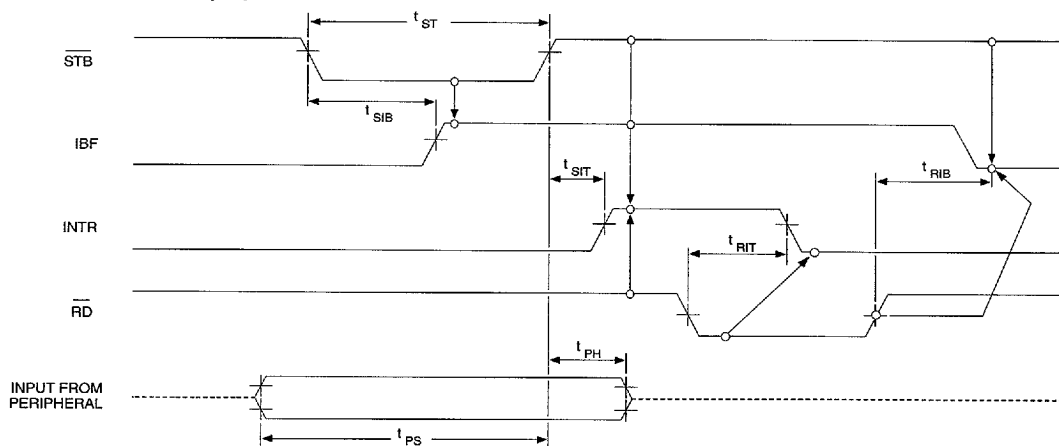 t ST
STB
t SIB
IBF
t SIT
t RIB
INTR
t RIT
RD
t PH
INPUT FROM
PERIPHERAL
t PS